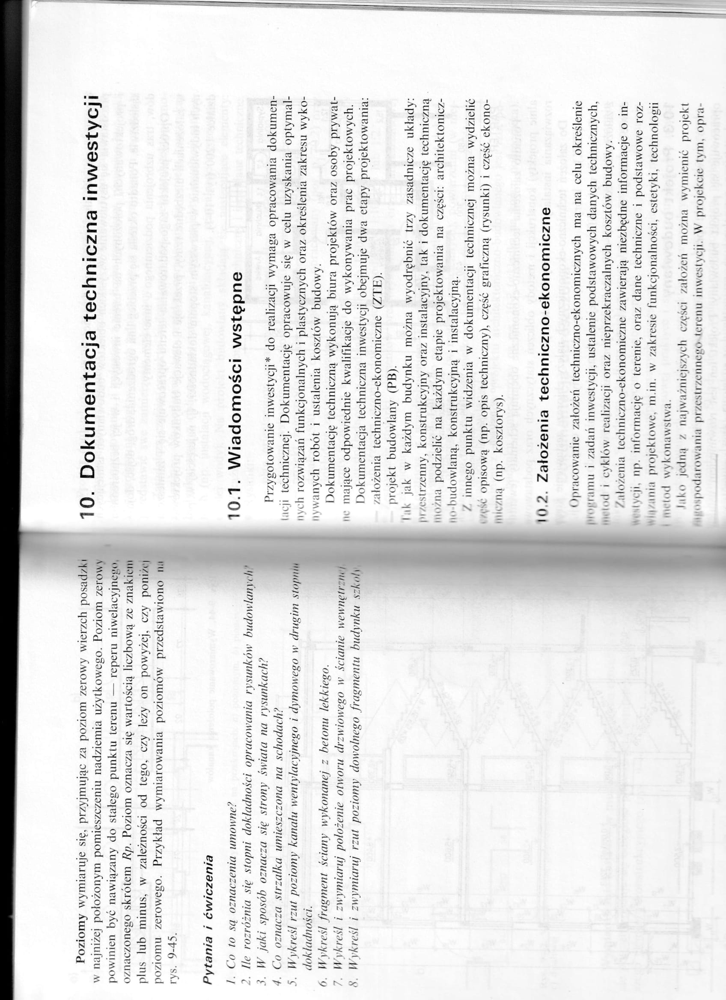 Poziomy wymiaruje się, przyjmując za poziom zerowy wierzch posadzki
w najniżej położonym pomieszczeniu nadziemia użytkowego. Poziom zerowy
powinien być nawiązany do stałego punktu terenu — reperu niwelacyjnego,
oznaczonego skrótem Rp. Poziom oznacza się wartością liczbową ze znakiem
plus lub minus, w zależności od tego, czy leży on powyżej, czy poniżej
poziomu zerowego. Przykład wymiarowania poziomów przedstawiono na
rys. 9-45.
Pytania i ćwiczenia
1. Co to są oznaczenia umowne?
2. Ile rozróżnia się stopni dokładności opracowania rysunków budowlanych?
3. W jaki sposób oznacza się strony świata na rysunkach?
4. Co oznacza strzałka umieszczona na schodach?
5. Wykreśl rzut poziomy kanału wentylacyjnego i dymowego w drugim stopniu
dokładności.
6. Wykreśl fragment ściany wykonanej z betonu lekkiego.
7. Wykreśl i zwymiaruj położenie otworu drzwiowego w ścianie wewnętrznej.
8. Wykreśl i zwymiaruj rzut poziomy dowolnego fragmentu budynku szkoły.
10. Dokumentacja techniczna inwestycji
10.1. Wiadomości wstępne
Przygotowanie inwestycji* do realizacji wymaga opracowania dokumen-
tacji technicznej. Dokumentację opracowuje się w celu uzyskania optymal-
nych rozwiązań funkcjonalnych i plastycznych oraz określenia zakresu wyko-
nywanych robót i ustalenia kosztów budowy.
Dokumentację techniczną wykonują biura projektów oraz osoby prywat-
ne mające odpowiednie kwalifikacje do wykonywania prac projektowych.
Dokumentacja techniczna inwestycji obejmuje dwa etapy projektowania:
— założenia techniczno-ekonomiczne (ZTE).
— projekt budowlany (PB).
Tak jak w każdym budynku można wyodrębnić trzy zasadnicze układy:
przestrzenny, konstrukcyjny oraz instalacyjny, tak i dokumentację techniczną
można podzielić na każdym etapie projektowania na części: architektonicz-
no-budowlaną, konstrukcyjną i instalacyjną.
Z innego punktu widzenia w dokumentacji technicznej można wydzielić
część opisową (np. opis techniczny), część graficzną (rysunki) i część ekono-
miczną (np. kosztorys).
10.2. Założenia techniczno-ekonomiczne
Opracowanie założeń techniczno-ekonomicznych ma na celu określenie
programu i zadań inwestycji, ustalenie podstawowych danych technicznych,
metod i cyklów realizacji oraz nieprzekraczalnych kosztów budowy.
Założenia techniczno-ekonomiczne zawierają niezbędne informacje o in-
westycji, np. informację o terenie, oraz dane techniczne i podstawowe roz-
wiązania projektowe, m.in. w zakresie funkcjonalności, estetyki, technologii
i metod wykonawstwa.
Jako jedną z najważniejszych części założeń można wymienić projekt
zagospodarowania przestrzennego terenu inwestycji. W projekcie tym, opra-